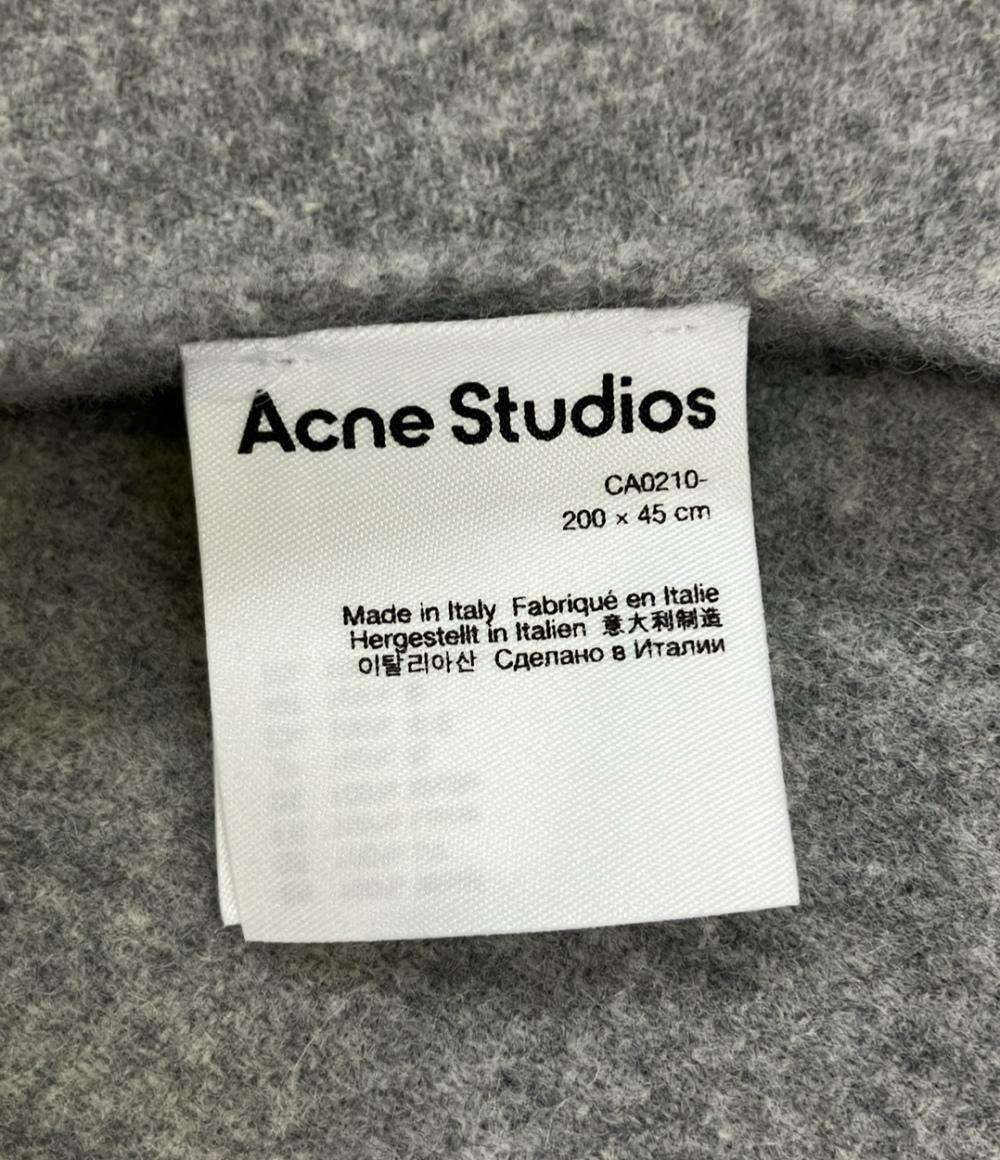 Acne Studios
CA0210-
200 × 45 cm
Made in Italy Fabriqué en Italie
Hergestellt in Italien 意大利制造
이탈리아산 Сделано в Италии